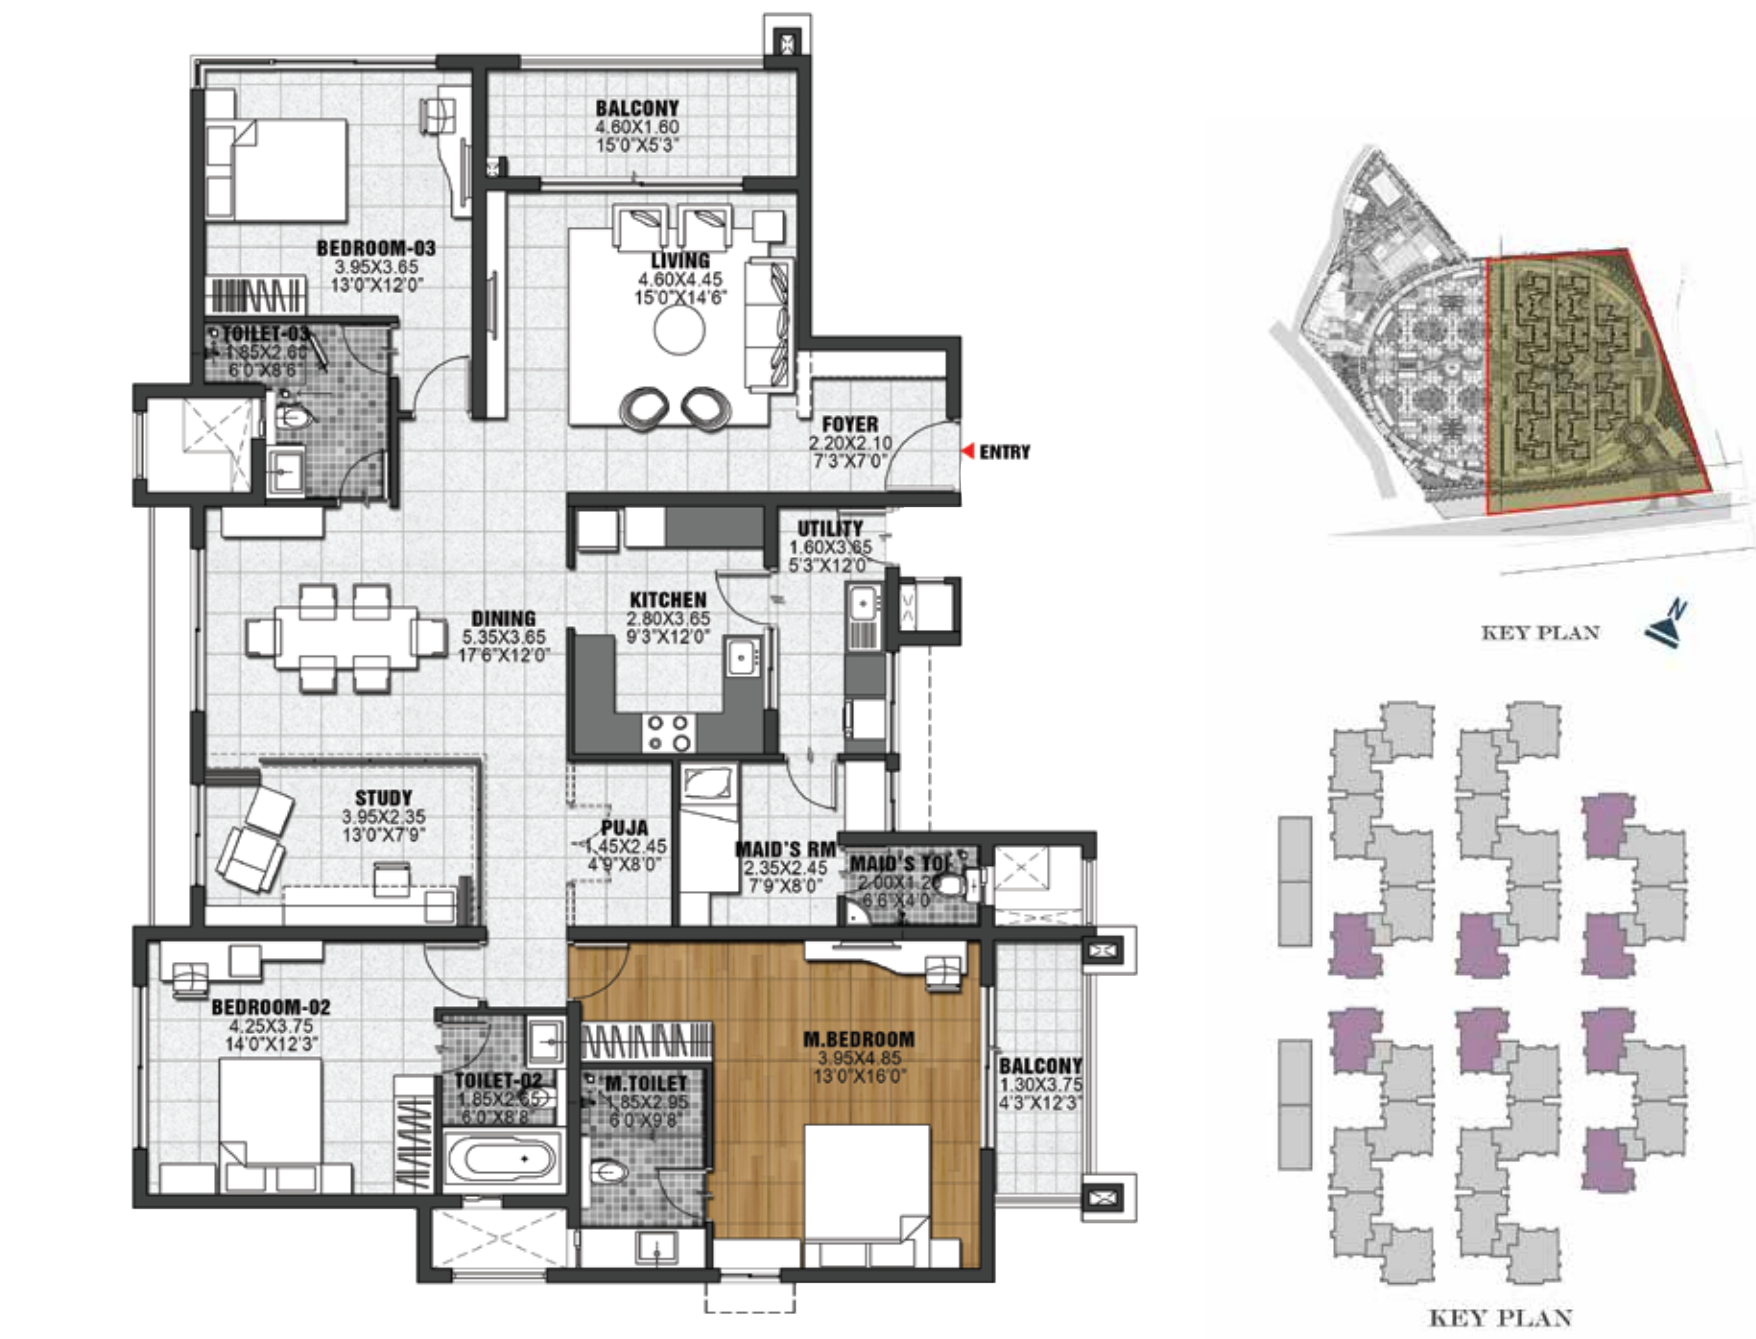 BALCONY
4.60X1.60
15'0"X5'3"
BEDROOM-03
3.95X3.65
13'0"X12'0"
LIVING
4.60X4.45
15'0"X14'6"
TOILET-03
6'0"X8'6"
FOYER
2.20X2.10
7'3"X7'0"
ENTRY
UTILITY
1.60X3.65
5'3"X12'0"
KITCHEN
2.80X3.65
9'3"X12'0"
DINING
5.35X3.65
17'6"X12'0"
STUDY
3.95X2.35
13'0"X7'9"
PUJA
1.45X2.45
4'9"X8'0"
MAID'S RM
2.35X2.45
7'9"X8'0"
MAID'S
6'6"X4'0"
BEDROOM-02
4.25X3.75
14'0"X12'3"
TOILET-02
1.85X2.65
6'0"X8'8"
M.TOILET
1.85X2.95
6'0"X9'8"
M.BEDROOM
3.95X4.85
13'0"X16'0"
BALCONY
1.30X3.75
4'3"X12'3"
KEY PLAN
N
KEY PLAN